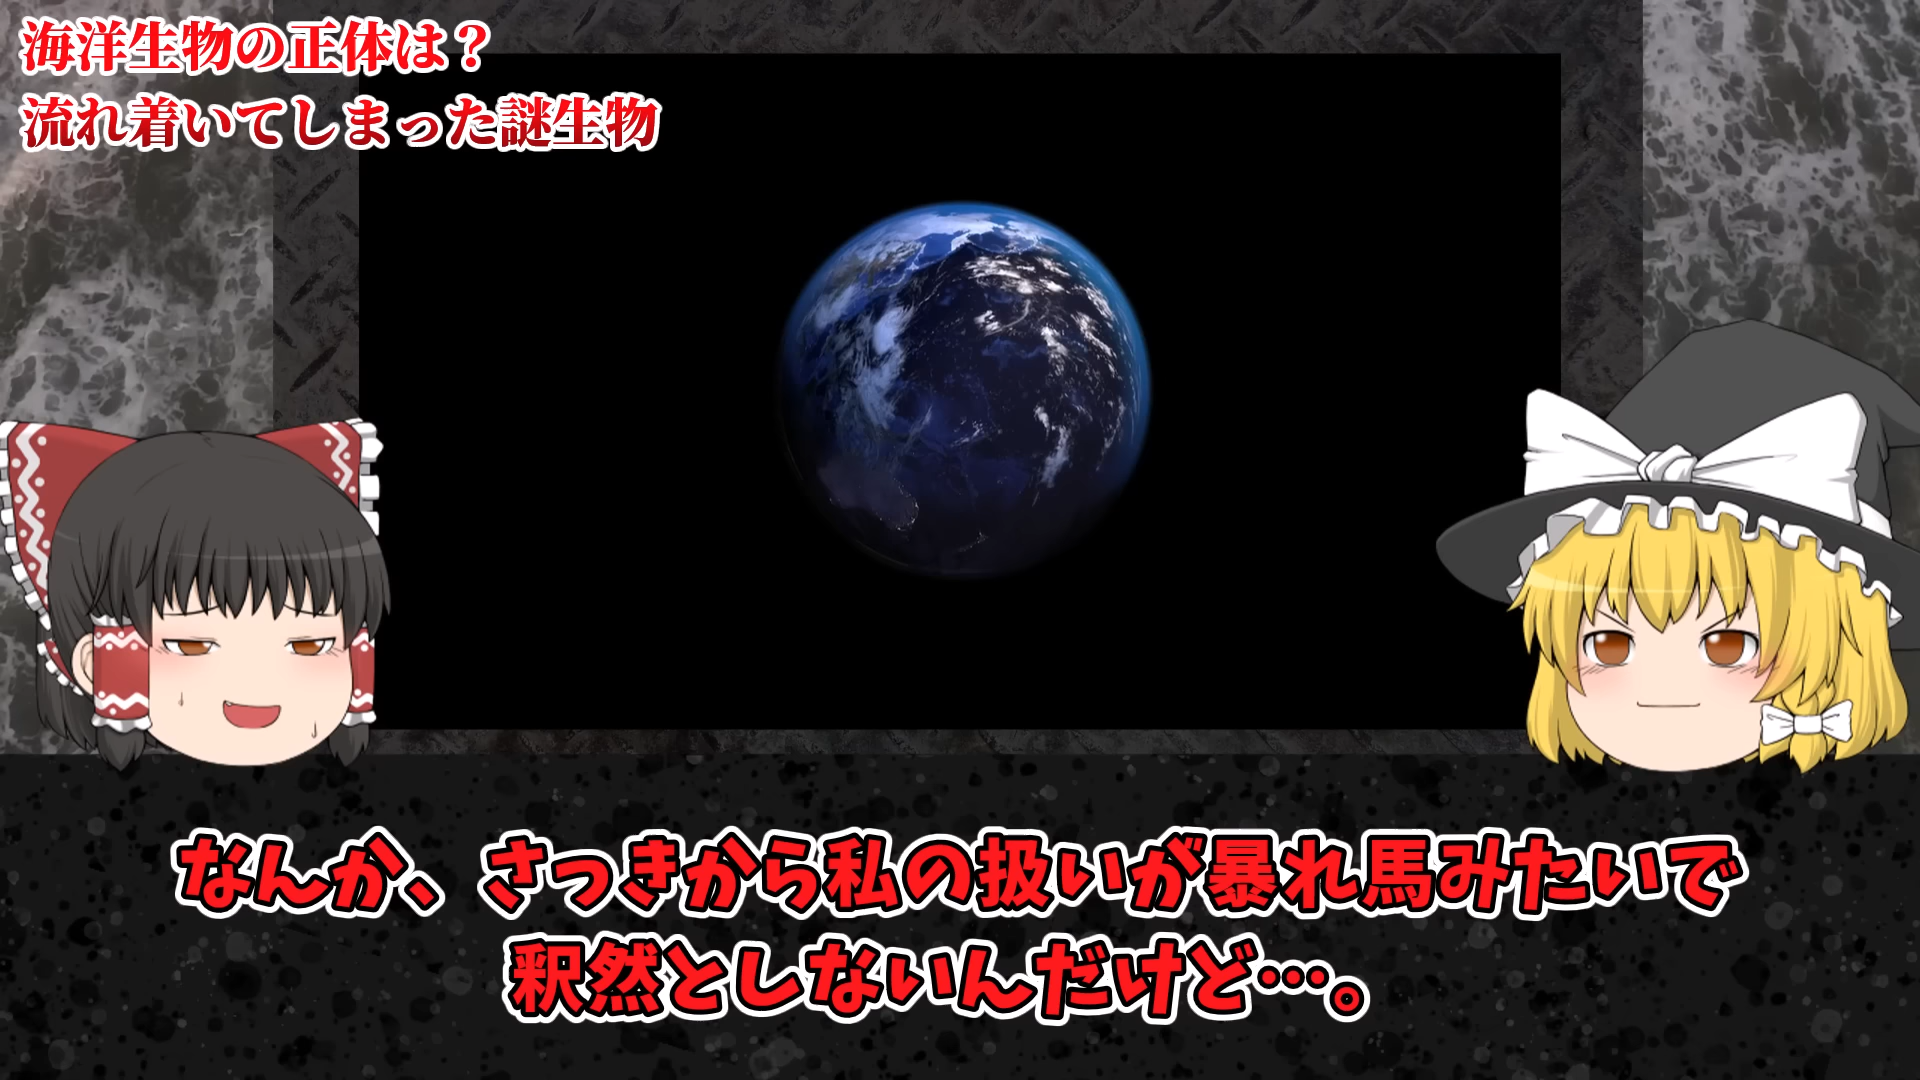 海洋生物の正体は？
流れ着いてしまった謎生物
なんか、さっきから私の扱いが暴れ馬みたいで
釈然としないんだけど…。